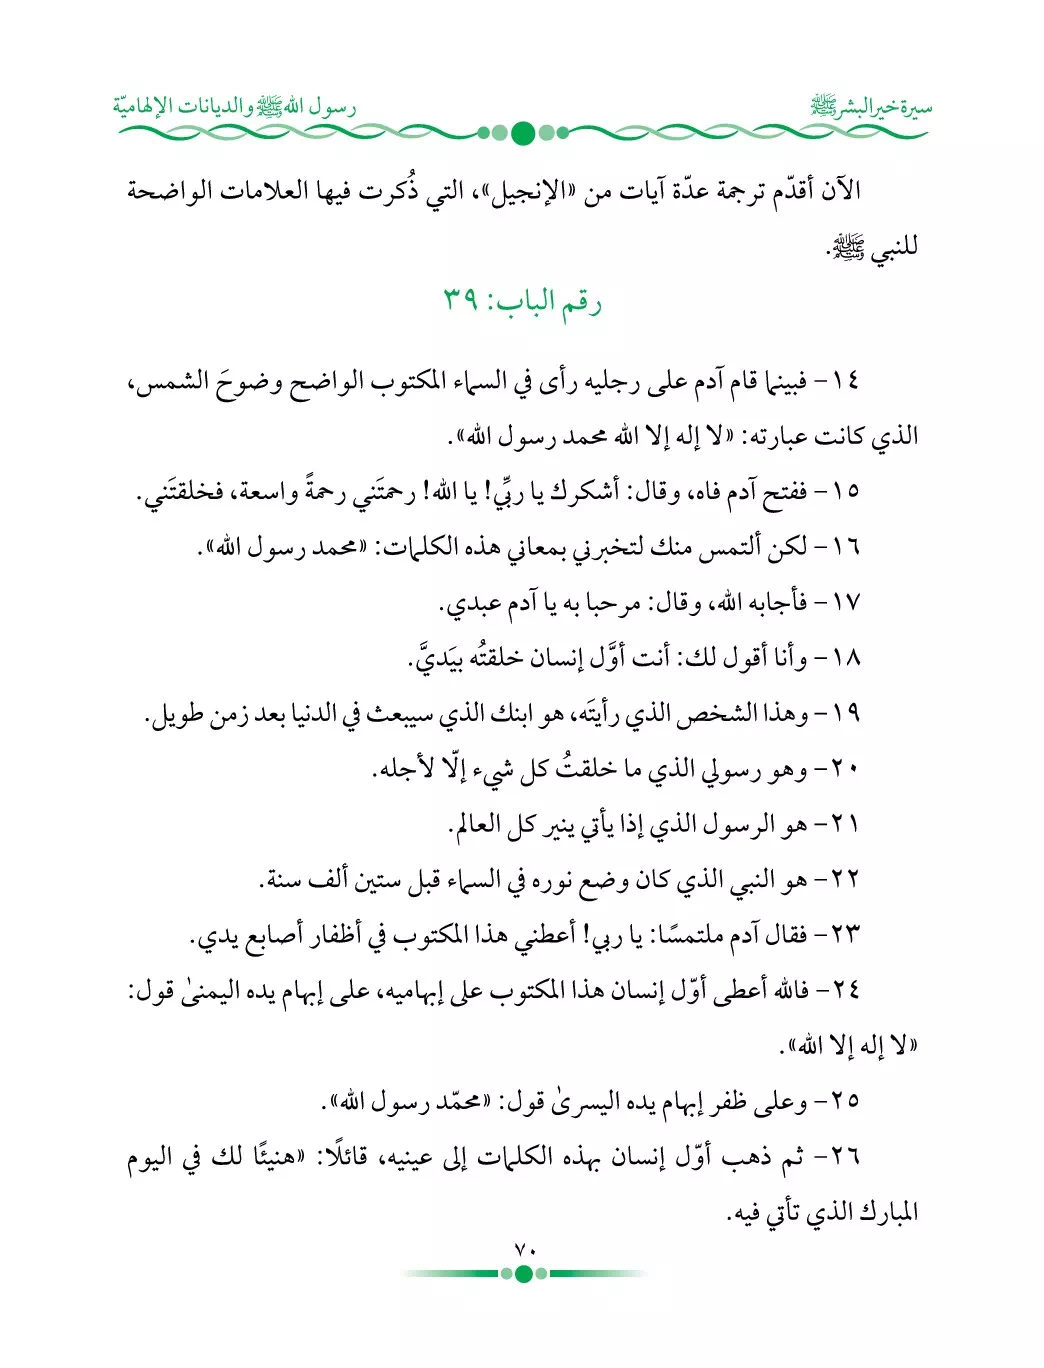 سيرة خير البشر ﷺ
رسول الله ﷺ والديانات الإلهاميّة
الآن أقدّم ترجمة عدّة آيات من «الإنجيل»، التي ذُكرت فيها العلامات الواضحة
للنبي ﷺ.
رقم الباب: ٣٩
١٤- فبينما قام آدم على رجليه رأى في السماء المكتوب الواضح وضوحَ الشمس،
الذي كانت عبارته: «لا إله إلا الله محمد رسول الله».
١٥- ففتح آدم فاه، وقال: أشكرك يا ربِّي! يا الله! رحمتَني رحمةً واسعة، فخلقتَني.
١٦- لكن ألتمس منك لتخبرني بمعاني هذه الكلمات: «محمد رسول الله».
١٧- فأجابه الله، وقال: مرحبا به يا آدم عبدي.
١٨- وأنا أقول لك: أنت أوَّل إنسان خلقتُه بيَديَّ.
١٩- وهذا الشخص الذي رأيتَه، هو ابنك الذي سيبعث في الدنيا بعد زمن طويل.
٢٠- وهو رسولي الذي ما خلقتُ كل شيء إلّا لأجله.
٢١- هو الرسول الذي إذا يأتي ينير كل العالم.
٢٢- هو النبي الذي كان وضع نوره في السماء قبل ستين ألف سنة.
٢٣- فقال آدم ملتمسًا: يا ربي! أعطني هذا المكتوب في أظفار أصابع يدي.
٢٤- فالله أعطى أوّل إنسان هذا المكتوب على إبهاميه، على إبهام يده اليمنىٰ قول:
«لا إله إلا الله».
٢٥- وعلى ظفر إبهام يده اليسرىٰ قول: «محمّد رسول الله».
٢٦- ثم ذهب أوّل إنسان بهذه الكلمات إلى عينيه، قائلًا: «هنيئًا لك في اليوم
المبارك الذي تأتي فيه.
٧٠